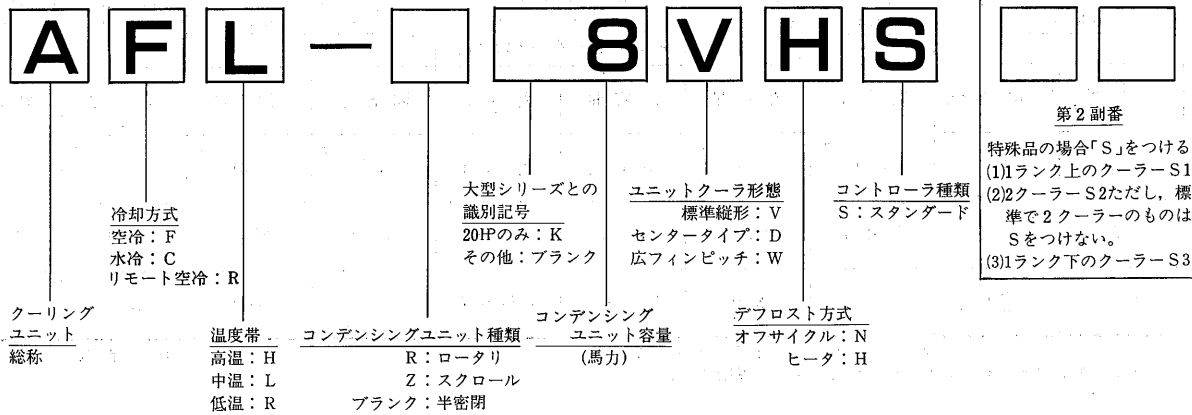 AFL-8VHS
第2副番
特殊品の場合「S」をつける
(1)1ランク上のクーラーS1
(2)2クーラーS2ただし,標
準で2クーラーのものは
Sをつけない。
(3)1ランク下のクーラーS3
大型シリーズとの
識別記号
20HPのみ:K
その他:ブランク
ユニットクーラ形態
標準縦形:V
センタータイプ:D
広フィンピッチ:W
コントローラ種類
S:スタンダード
冷却方式
空冷:F
水冷:C
リモート空冷:R
クーリング
ユニット
総称
温度帯
高温:H
中温:L
低温:R
コンデンシングユニット種類
R:ロータリ
Z:スクロール
ブランク:半密閉
コンデンシング
ユニット容量
(馬力)
デフロスト方式
オフサイクル:N
ヒータ:H